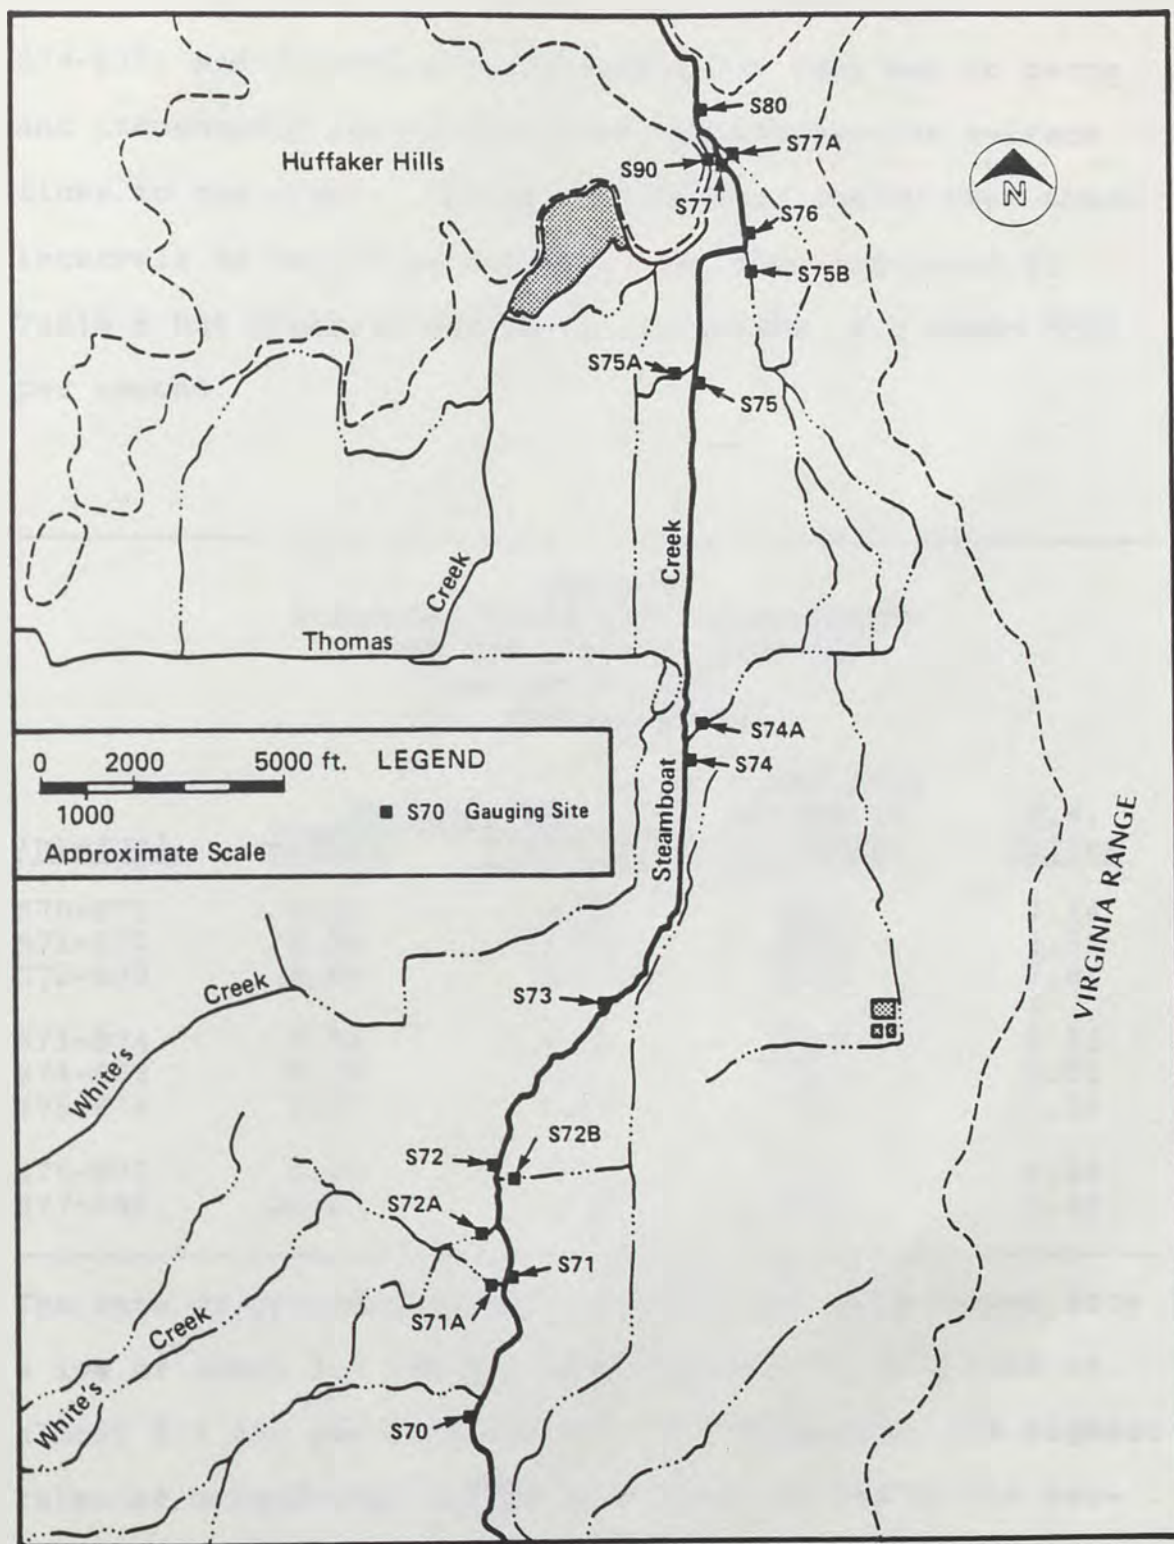 S80
S77A
Huffaker Hills
S90
N
S77
S76
S75B
S75A
S75
Creek
Creek
Thomas
S74A
S74
0 2000 5000 ft. LEGEND
1000
■ S70 Gauging Site
Approximate Scale
Steamboat
VIRGINIA RANGE
Creek
White's
S73
S72B
S72
S72A
S71
S71A
Creek
White's
S70